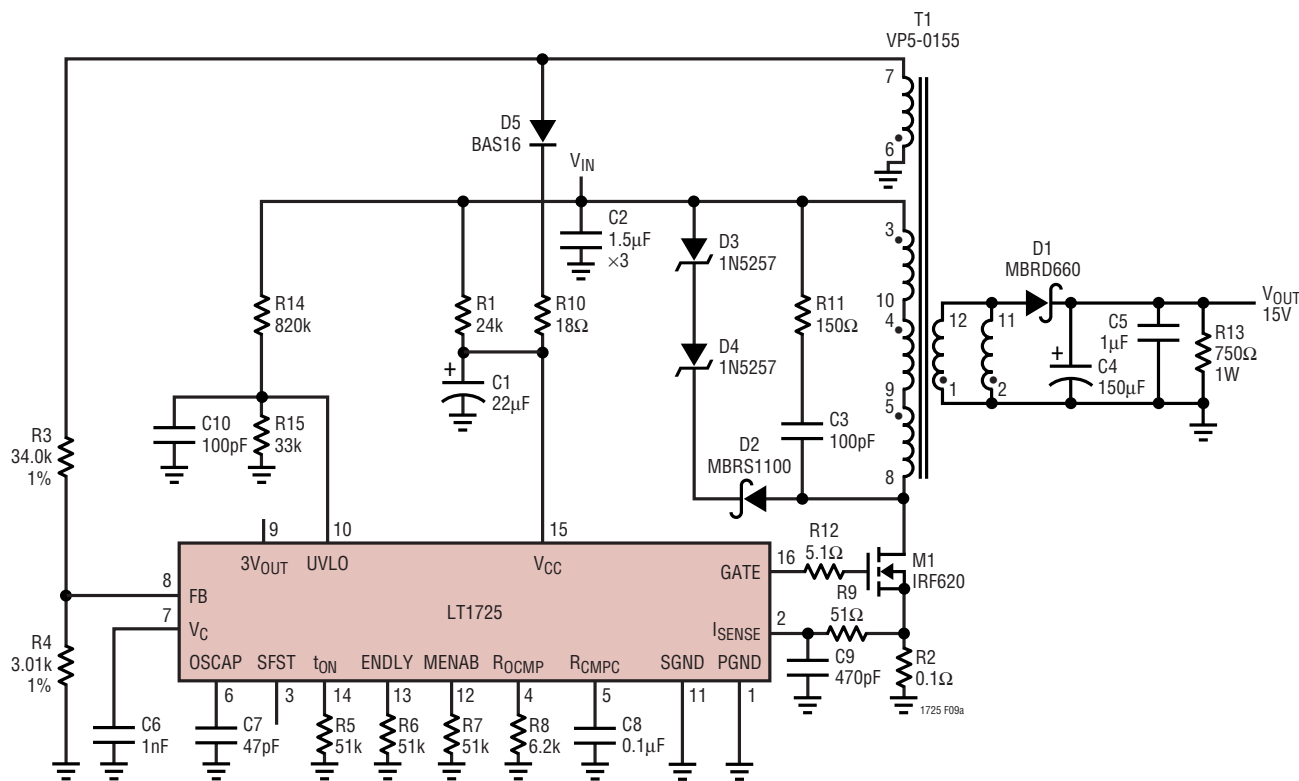 T1
VP5-0155
7
6
D5
BAS16
VIN
C2
1.5µF
×3
3
D3
1N5257
D1
MBRD660
R14
820k
R1
24k
R10
18Ω
R11
150Ω
10
4
12
11
VOUT
15V
C5
1µF
R13
750Ω
1W
D4
1N5257
+
C1
22µF
+
C4
150µF
9
5
1
2
C10
100pF
R15
33k
R3
34.0k
1%
C3
100pF
D2
MBRS1100
8
9
10
15
3VOUT
UVLO
VCC
R12
5.1Ω
16
GATE
M1
IRF620
8
FB
R9
51Ω
LT1725
7
VC
2
ISENSE
R4
3.01k
1%
OSCAP
SFST
tON
ENDLY
MENAB
ROCMP
RCMPC
SGND
PGND
C9
470pF
R2
0.1Ω
6
3
14
13
12
4
5
11
1
1725 F09a
C6
1nF
C7
47pF
R5
51k
R6
51k
R7
51k
R8
6.2k
C8
0.1µF